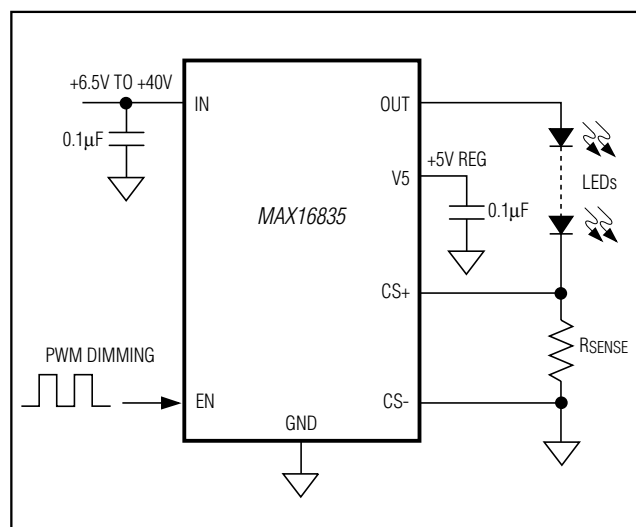 +6.5V TO +40V
IN
OUT
0.1µF
+5V REG
V5
LEDs
0.1µF
MAX16835
CS+
RSENSE
PWM DIMMING
EN
CS-
GND